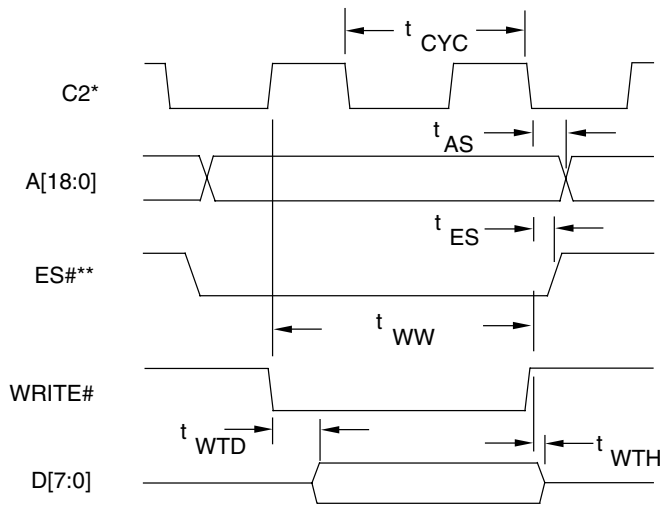 t CYC
C2*
t AS
A[18:0]
t ES
ES#**
t WW
WRITE#
t WTD
t WTH
D[7:0]